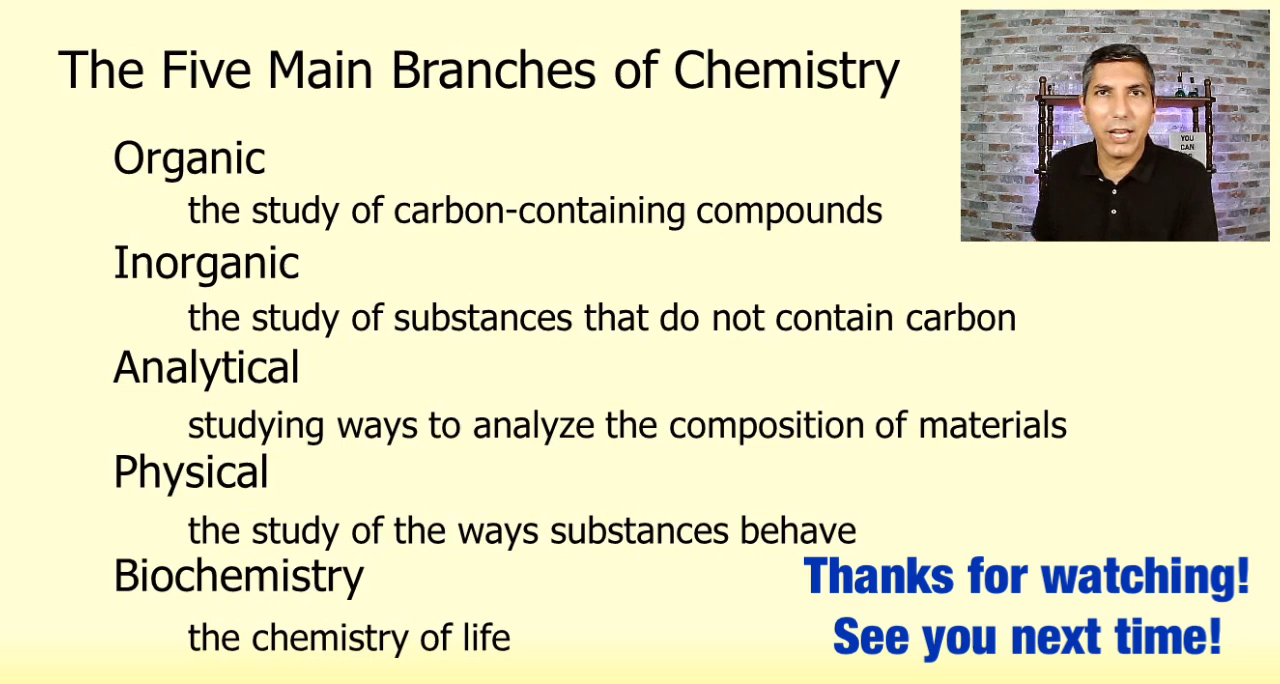 The Five Main Branches of Chemistry
Organic
the study of carbon-containing compounds
Inorganic
the study of substances that do not contain carbon
Analytical
studying ways to analyze the composition of materials
Physical
the study of the ways substances behave
Biochemistry
the chemistry of life
Thanks for watching!
See you next time!
YOU
CAN